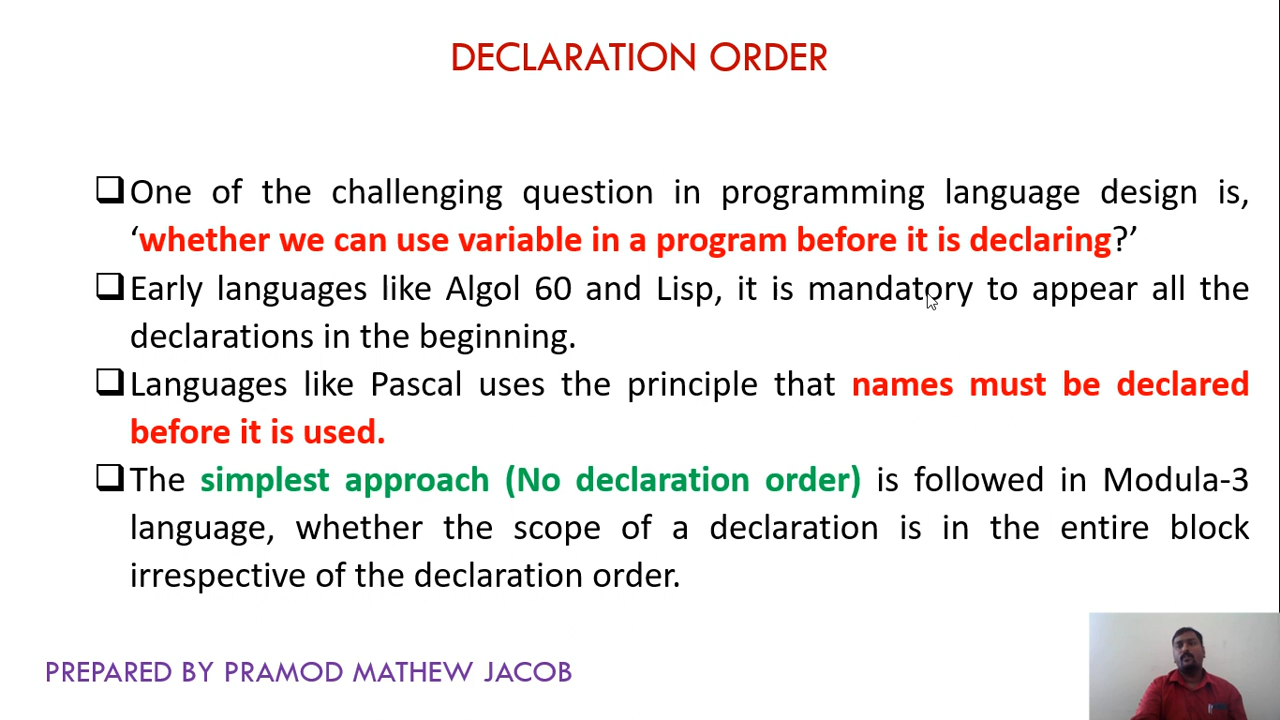 DECLARATION ORDER
One of the challenging question in programming language design is,
‘whether we can use variable in a program before it is declaring?’
Early languages like Algol 60 and Lisp, it is mandatory to appear all the
declarations in the beginning.
Languages like Pascal uses the principle that names must be declared
before it is used.
The simplest approach (No declaration order) is followed in Modula-3
language, whether the scope of a declaration is in the entire block
irrespective of the declaration order.
PREPARED BY PRAMOD MATHEW JACOB